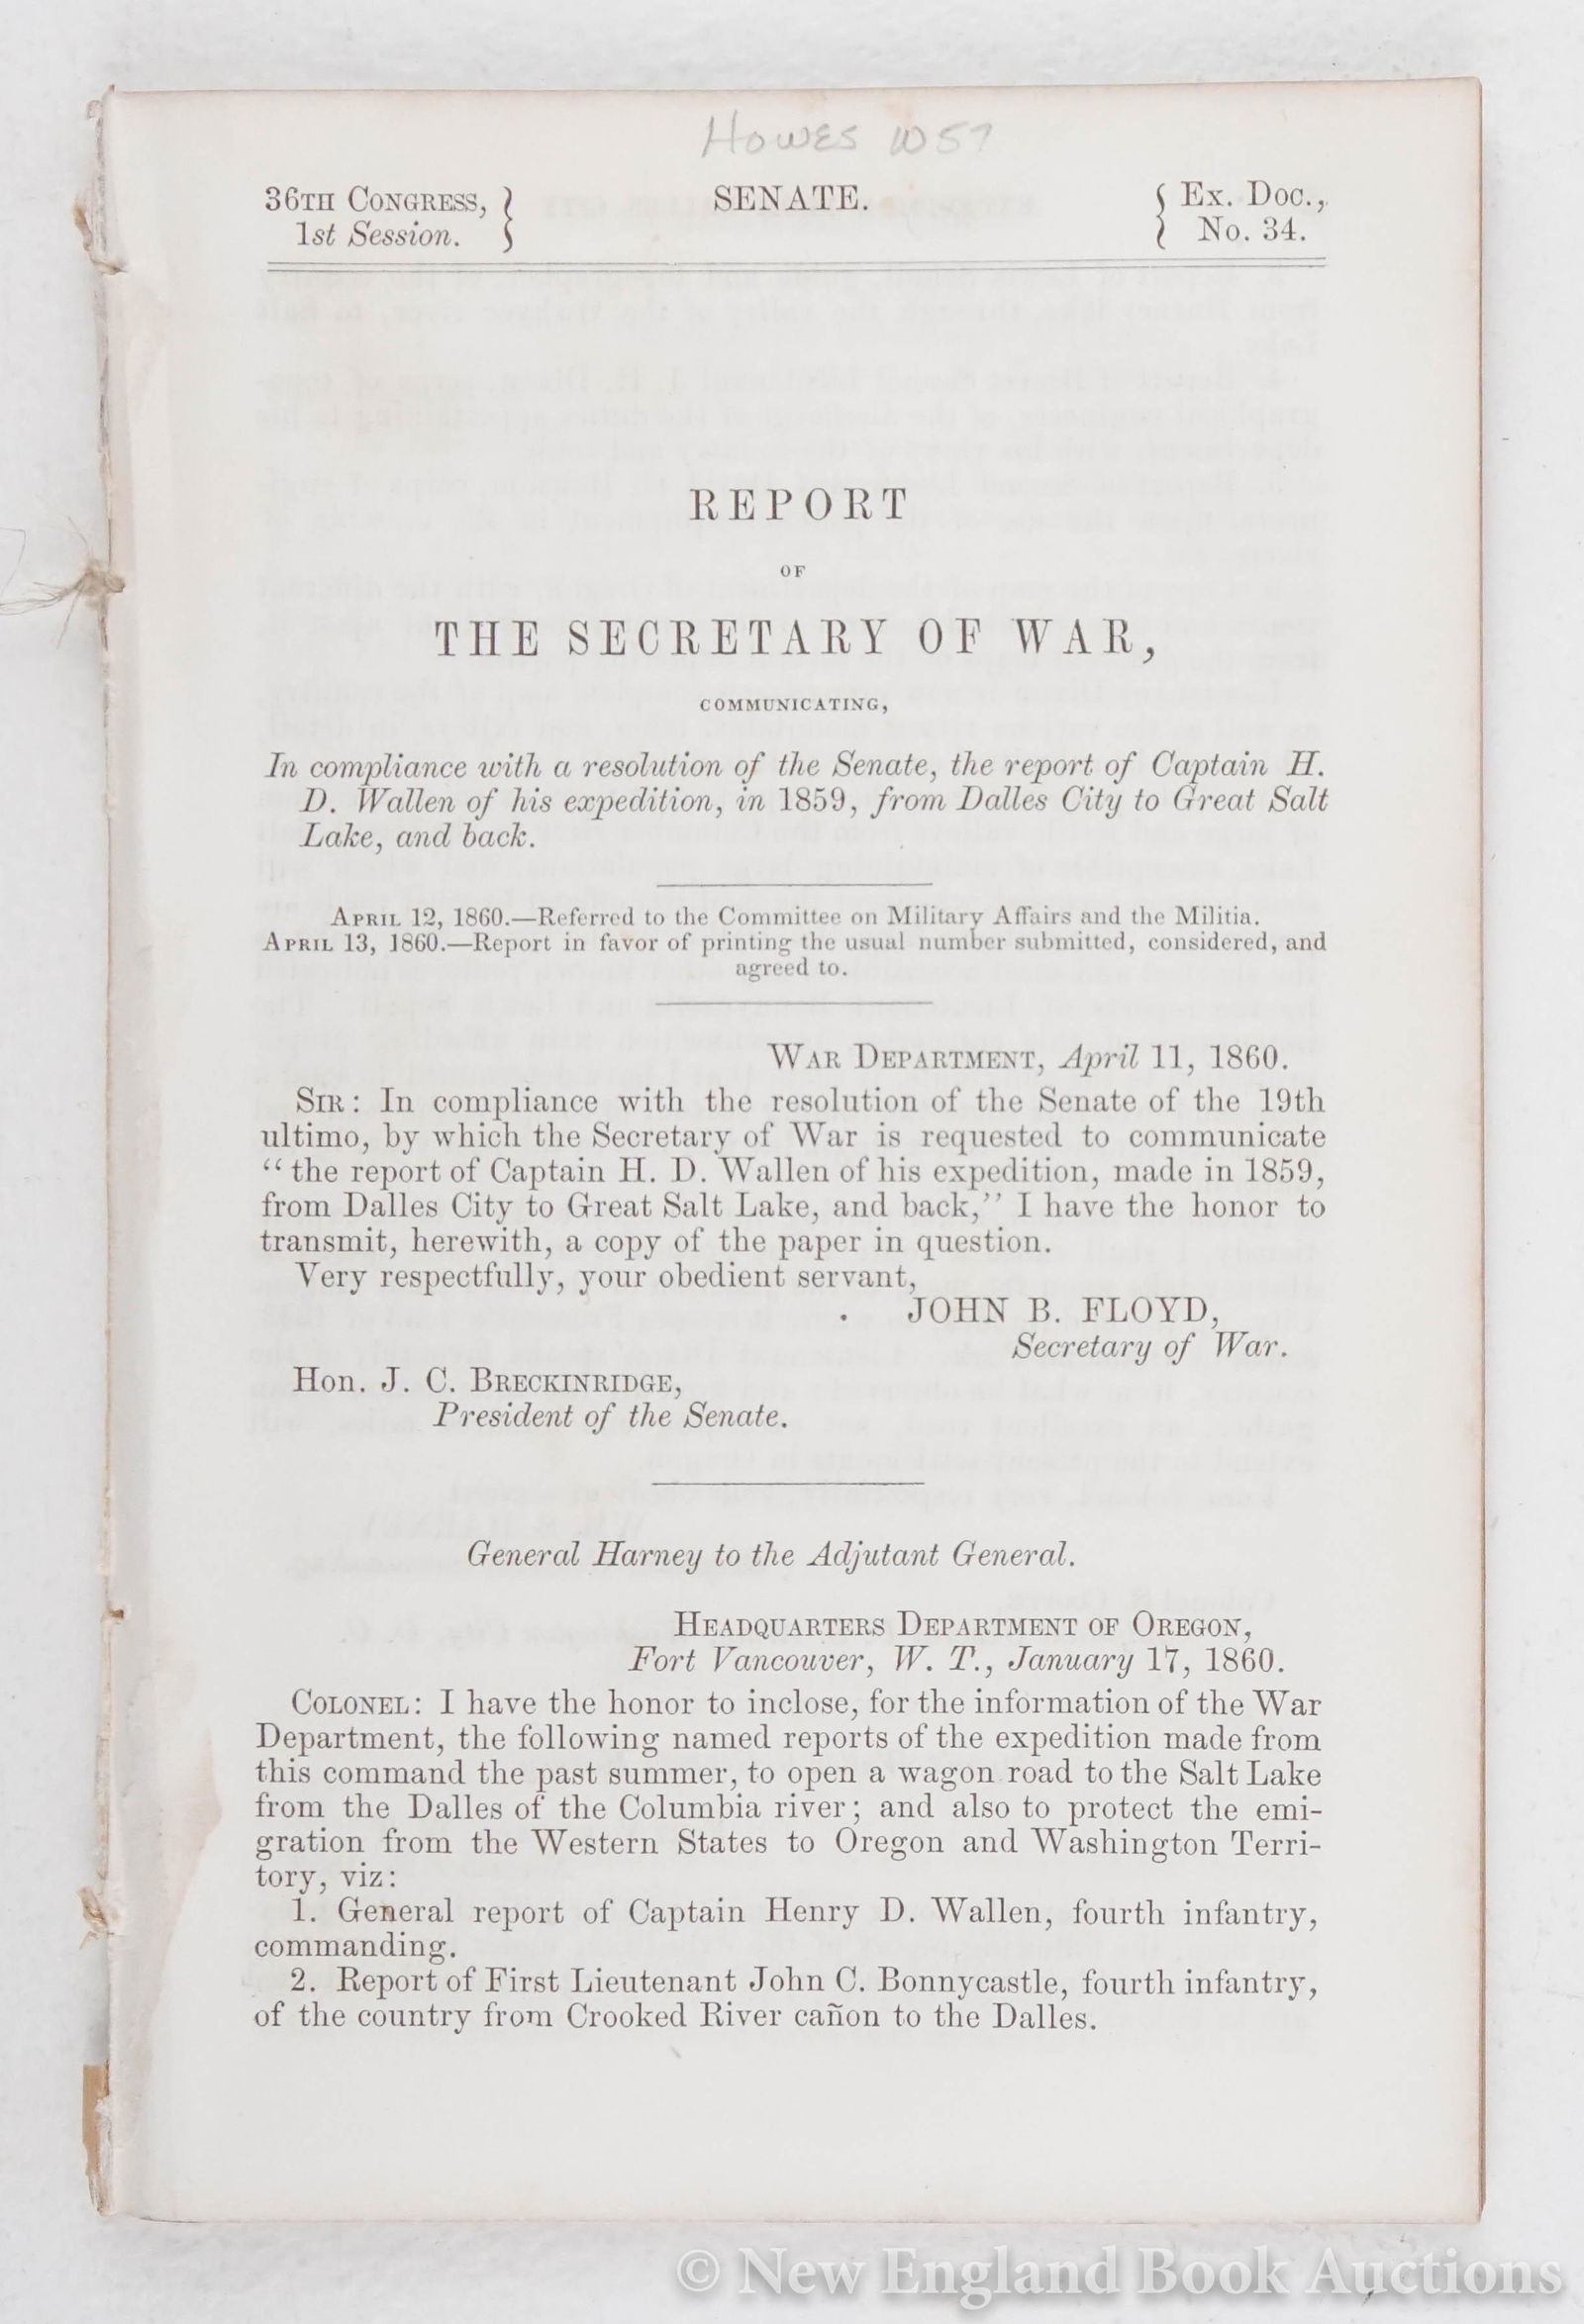 Howes W57
36TH CONGRESS, } SENATE. { Ex. Doc.,
1st Session. } { No. 34.
REPORT
OF
THE SECRETARY OF WAR,
COMMUNICATING,
In compliance with a resolution of the Senate, the report of Captain H.
D. Wallen of his expedition, in 1859, from Dalles City to Great Salt
Lake, and back.
APRIL 12, 1860.—Referred to the Committee on Military Affairs and the Militia.
APRIL 13, 1860.—Report in favor of printing the usual number submitted, considered, and
agreed to.
WAR DEPARTMENT, April 11, 1860.
SIR: In compliance with the resolution of the Senate of the 19th
ultimo, by which the Secretary of War is requested to communicate
“the report of Captain H. D. Wallen of his expedition, made in 1859,
from Dalles City to Great Salt Lake, and back,” I have the honor to
transmit, herewith, a copy of the paper in question.
Very respectfully, your obedient servant,
JOHN B. FLOYD,
Secretary of War.
Hon. J. C. BRECKINRIDGE,
President of the Senate.
General Harney to the Adjutant General.
HEADQUARTERS DEPARTMENT OF OREGON,
Fort Vancouver, W. T., January 17, 1860.
COLONEL: I have the honor to inclose, for the information of the War
Department, the following named reports of the expedition made from
this command the past summer, to open a wagon road to the Salt Lake
from the Dalles of the Columbia river; and also to protect the emi-
gration from the Western States to Oregon and Washington Terri-
tory, viz:
1. General report of Captain Henry D. Wallen, fourth infantry,
commanding.
2. Report of First Lieutenant John C. Bonnycastle, fourth infantry,
of the country from Crooked River cañon to the Dalles.
© New England Book Auctions